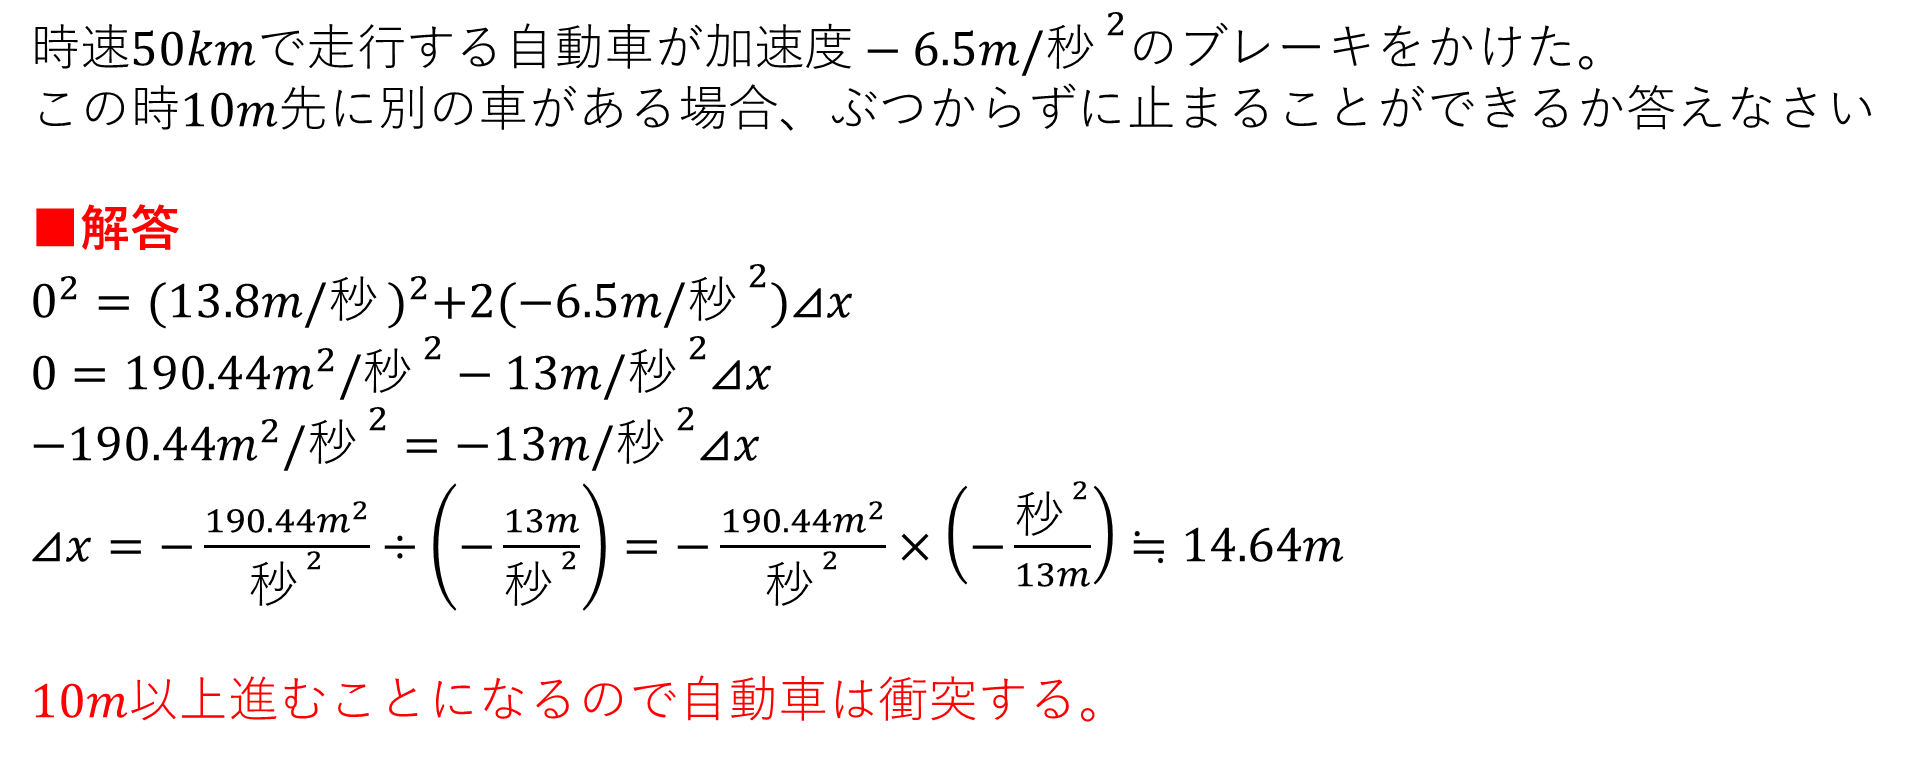 時速50kmで走行する自動車が加速度－6.5m/秒²のブレーキをかけた。
この時10m先に別の車がある場合、ぶつからずに止まることができるか答えなさい
■解答
0² = (13.8m/秒)²+2(−6.5m/秒²)⊿x
0 = 190.44m²/秒² − 13m/秒²⊿x
−190.44m²/秒² = −13m/秒²⊿x
⊿x = −190.44m²/秒² ÷ (−13m/秒²) = −190.44m²/秒² × (−秒²/13m) ≒ 14.64m
10m以上進むことになるので自動車は衝突する。